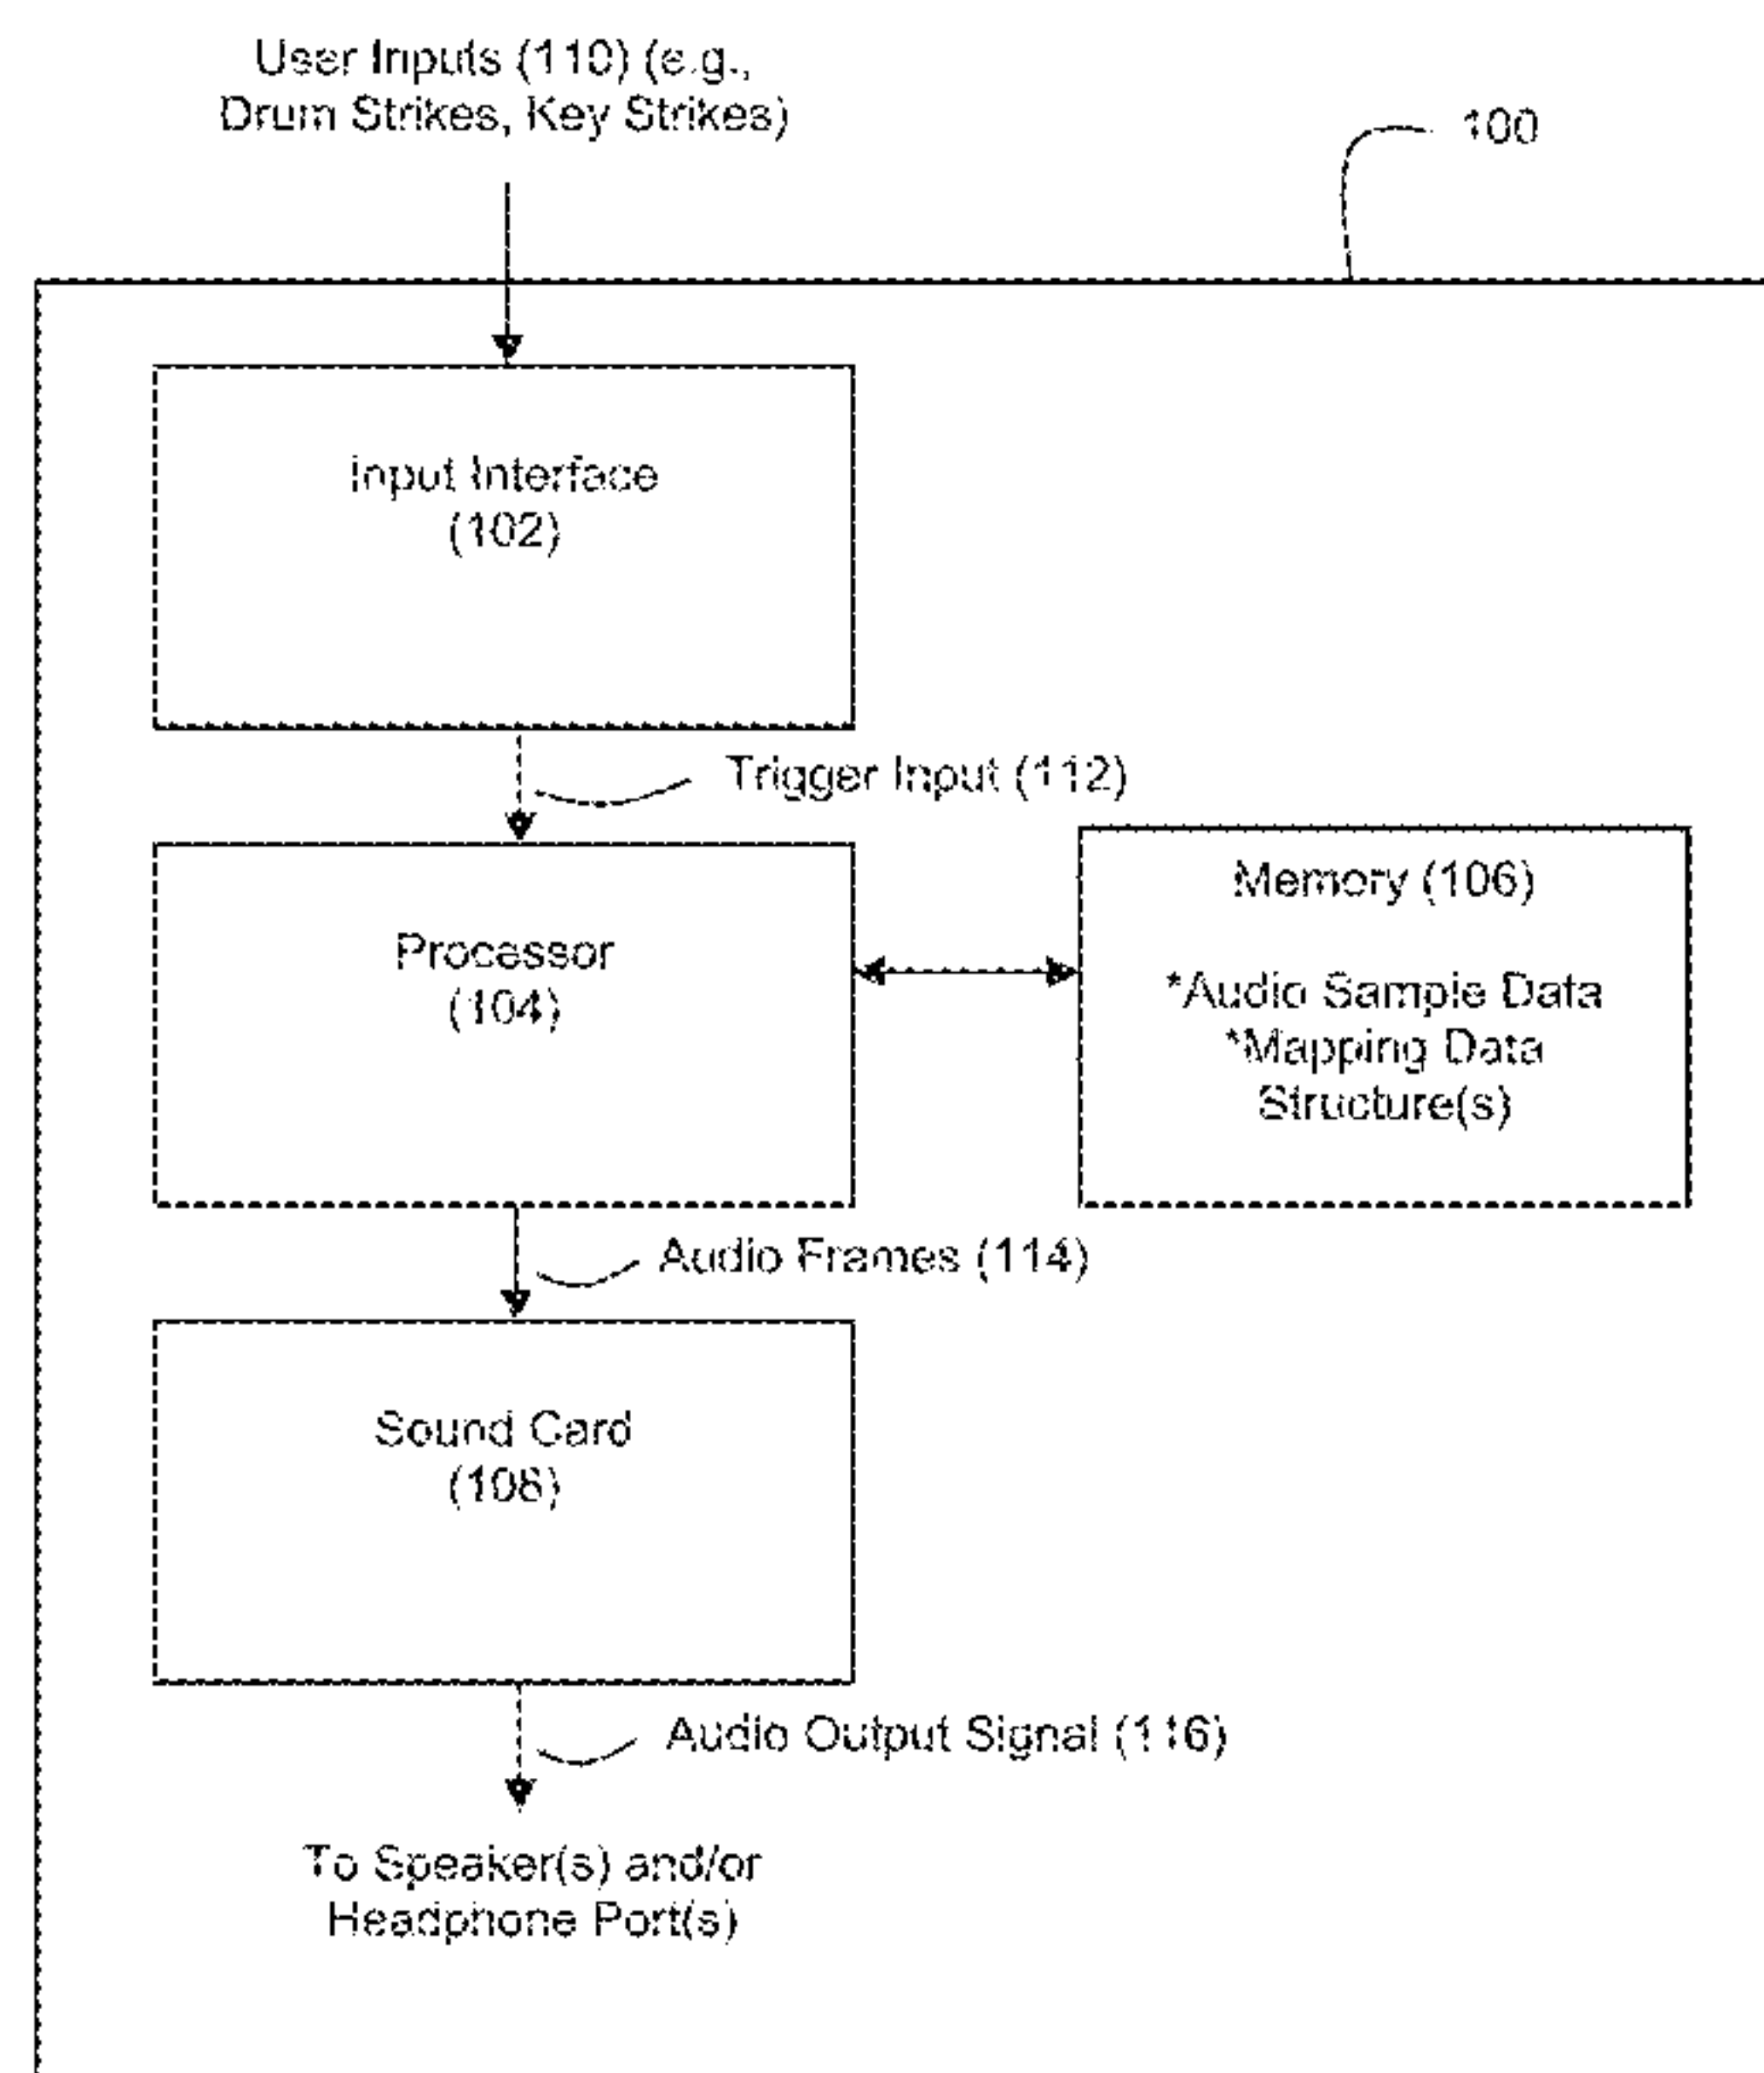 User Inputs (110) (e.g.,
Drum Strikes, Key Strikes)
100
Input Interface
(102)
Trigger Input (112)
Processor
(104)
Memory (106)
*Audio Sample Data
*Mapping Data
Structure(s)
Audio Frames (114)
Sound Card
(108)
Audio Output Signal (116)
To Speaker(s) and/or
Headphone Port(s)